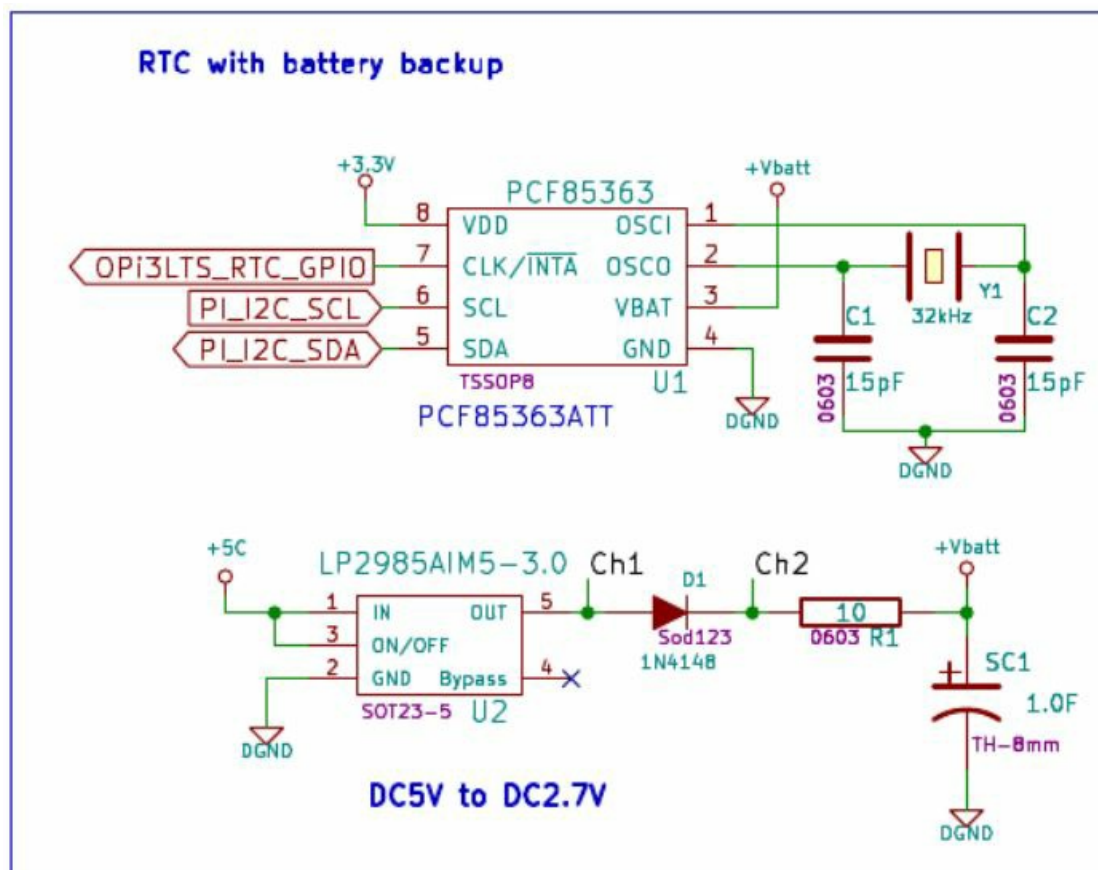 RTC with battery backup
+3.3V
PCF85363
+Vbatt
8 VDD OSCI 1
OPi3LTS_RTC_GPIO 7 CLK/INTA OSCO 2
PI_I2C_SCL 6 SCL VBAT 3
PI_I2C_SDA 5 SDA GND 4
TSSOP8 U1
PCF85363ATT
DGND
Y1
32kHz
C1 C2
0603 15pF 0603 15pF
DGND
+5C
LP2985AIM5-3.0
Ch1 D1 Ch2
+Vbatt
1 IN OUT 5
3 ON/OFF
2 GND Bypass 4
SOT23-5 U2
Sod123
1N4148
10
0603 R1
SC1
+
1.0F
TH-8mm
DGND
DGND
DC5V to DC2.7V